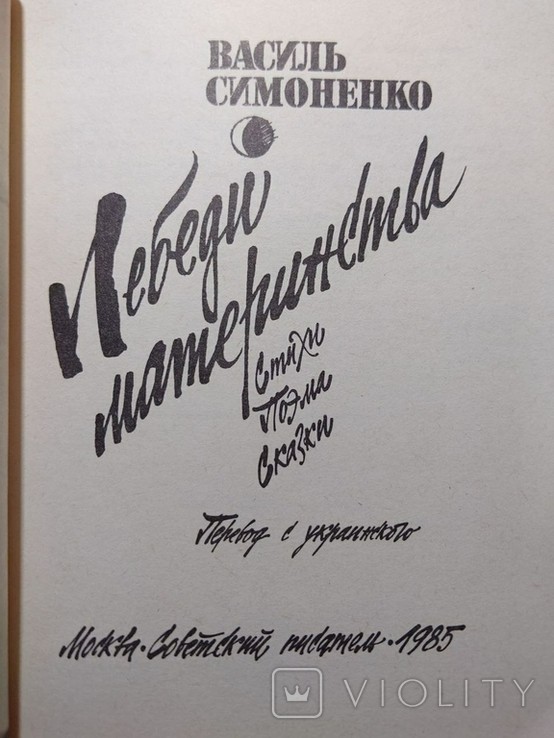 ВАСИЛЬ
СИМОНЕНКО
Лебеди
материнства
Стихи
Поэма
Сказки
Перевод с украинского
Москва · Советский писатель · 1985
VIOLITY